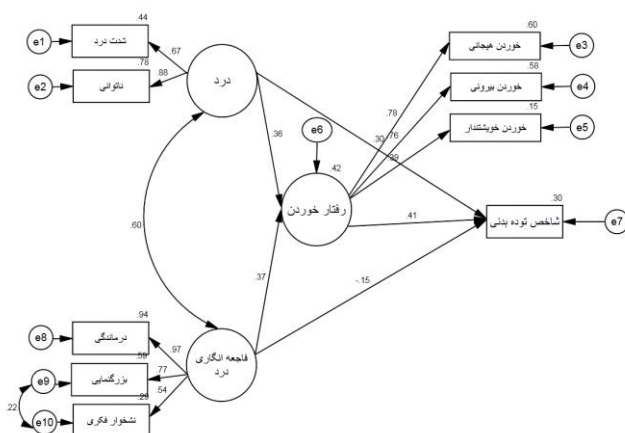 .44
e1
شدت درد
.67
.78
e2
ناتوانی
.88
درد
.60
خوردن هیجانی
e3
.58
خوردن بیرونی
e4
.15
خوردن خویشتندار
e5
.78
.76
.30
.39
.36
e6
.42
رفتار خوردن
.41
.30
شاخص توده بدنی
e7
.60
.37
-.15
.94
e8
درماندگی
.97
فاجعه انگاری
درد
.59
e9
بزرگنمایی
.77
.54
.29
.22
e10
نشخوار فکری